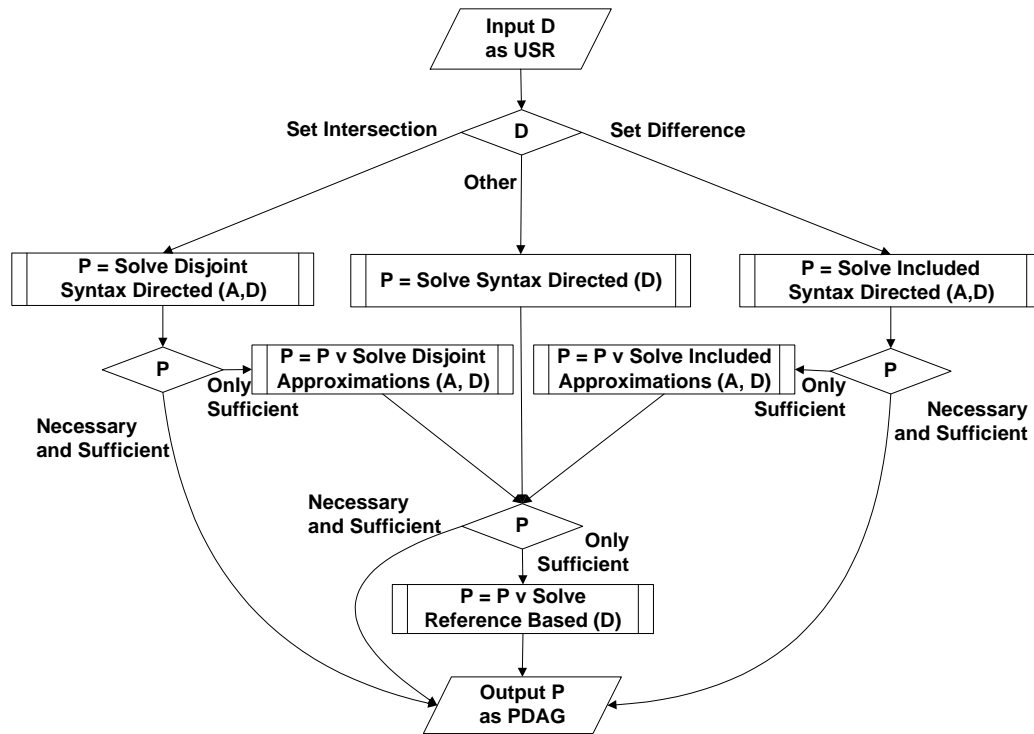 Input D
as USR
Set Intersection
D
Set Difference
Other
P = Solve Disjoint
Syntax Directed (A,D)
P = Solve Syntax Directed (D)
P = Solve Included
Syntax Directed (A,D)
P
Only
Sufficient
P = P v Solve Disjoint
Approximations (A, D)
P = P v Solve Included
Approximations (A, D)
Only
Sufficient
P
Necessary
and Sufficient
Necessary
and Sufficient
Necessary
and Sufficient
P
Only
Sufficient
P = P v Solve
Reference Based (D)
Output P
as PDAG